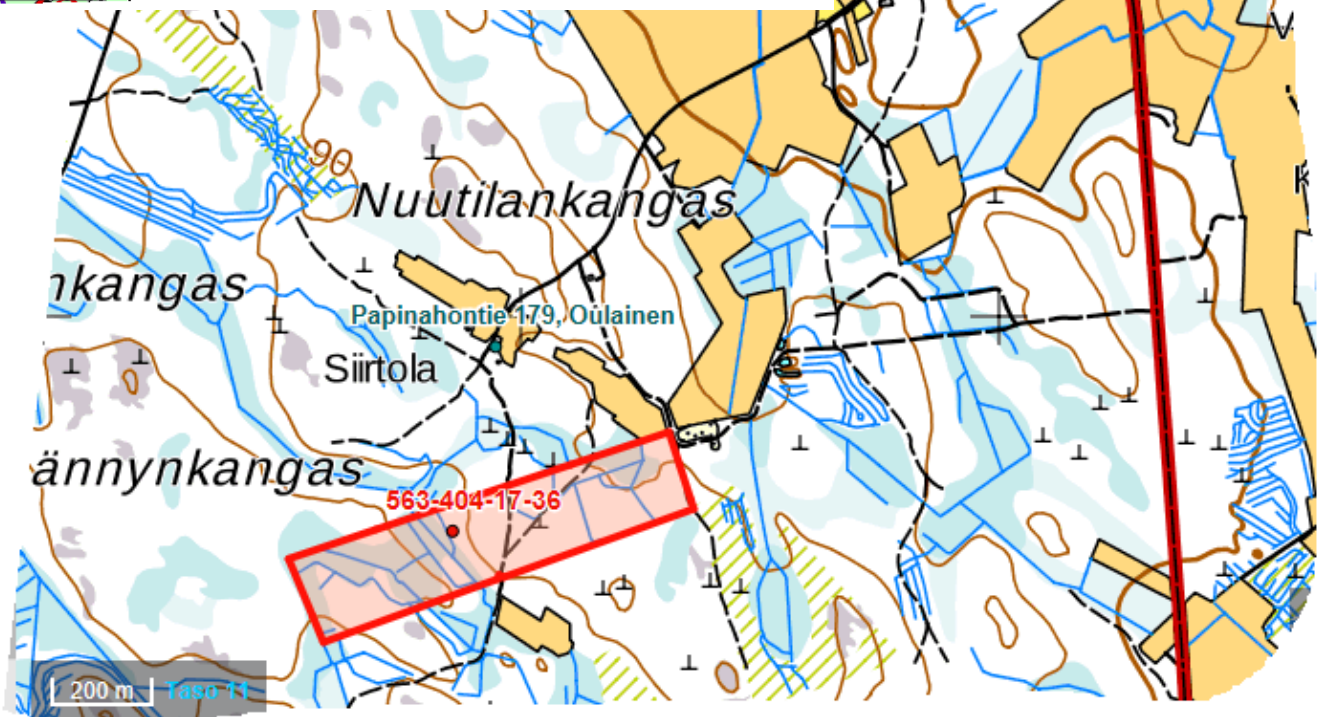 90
Nuutilankangas
nkangas
Papinahontie 179, Oulainen
Siirtola
ännynkangas
563-404-17-36
200 m Taso 11